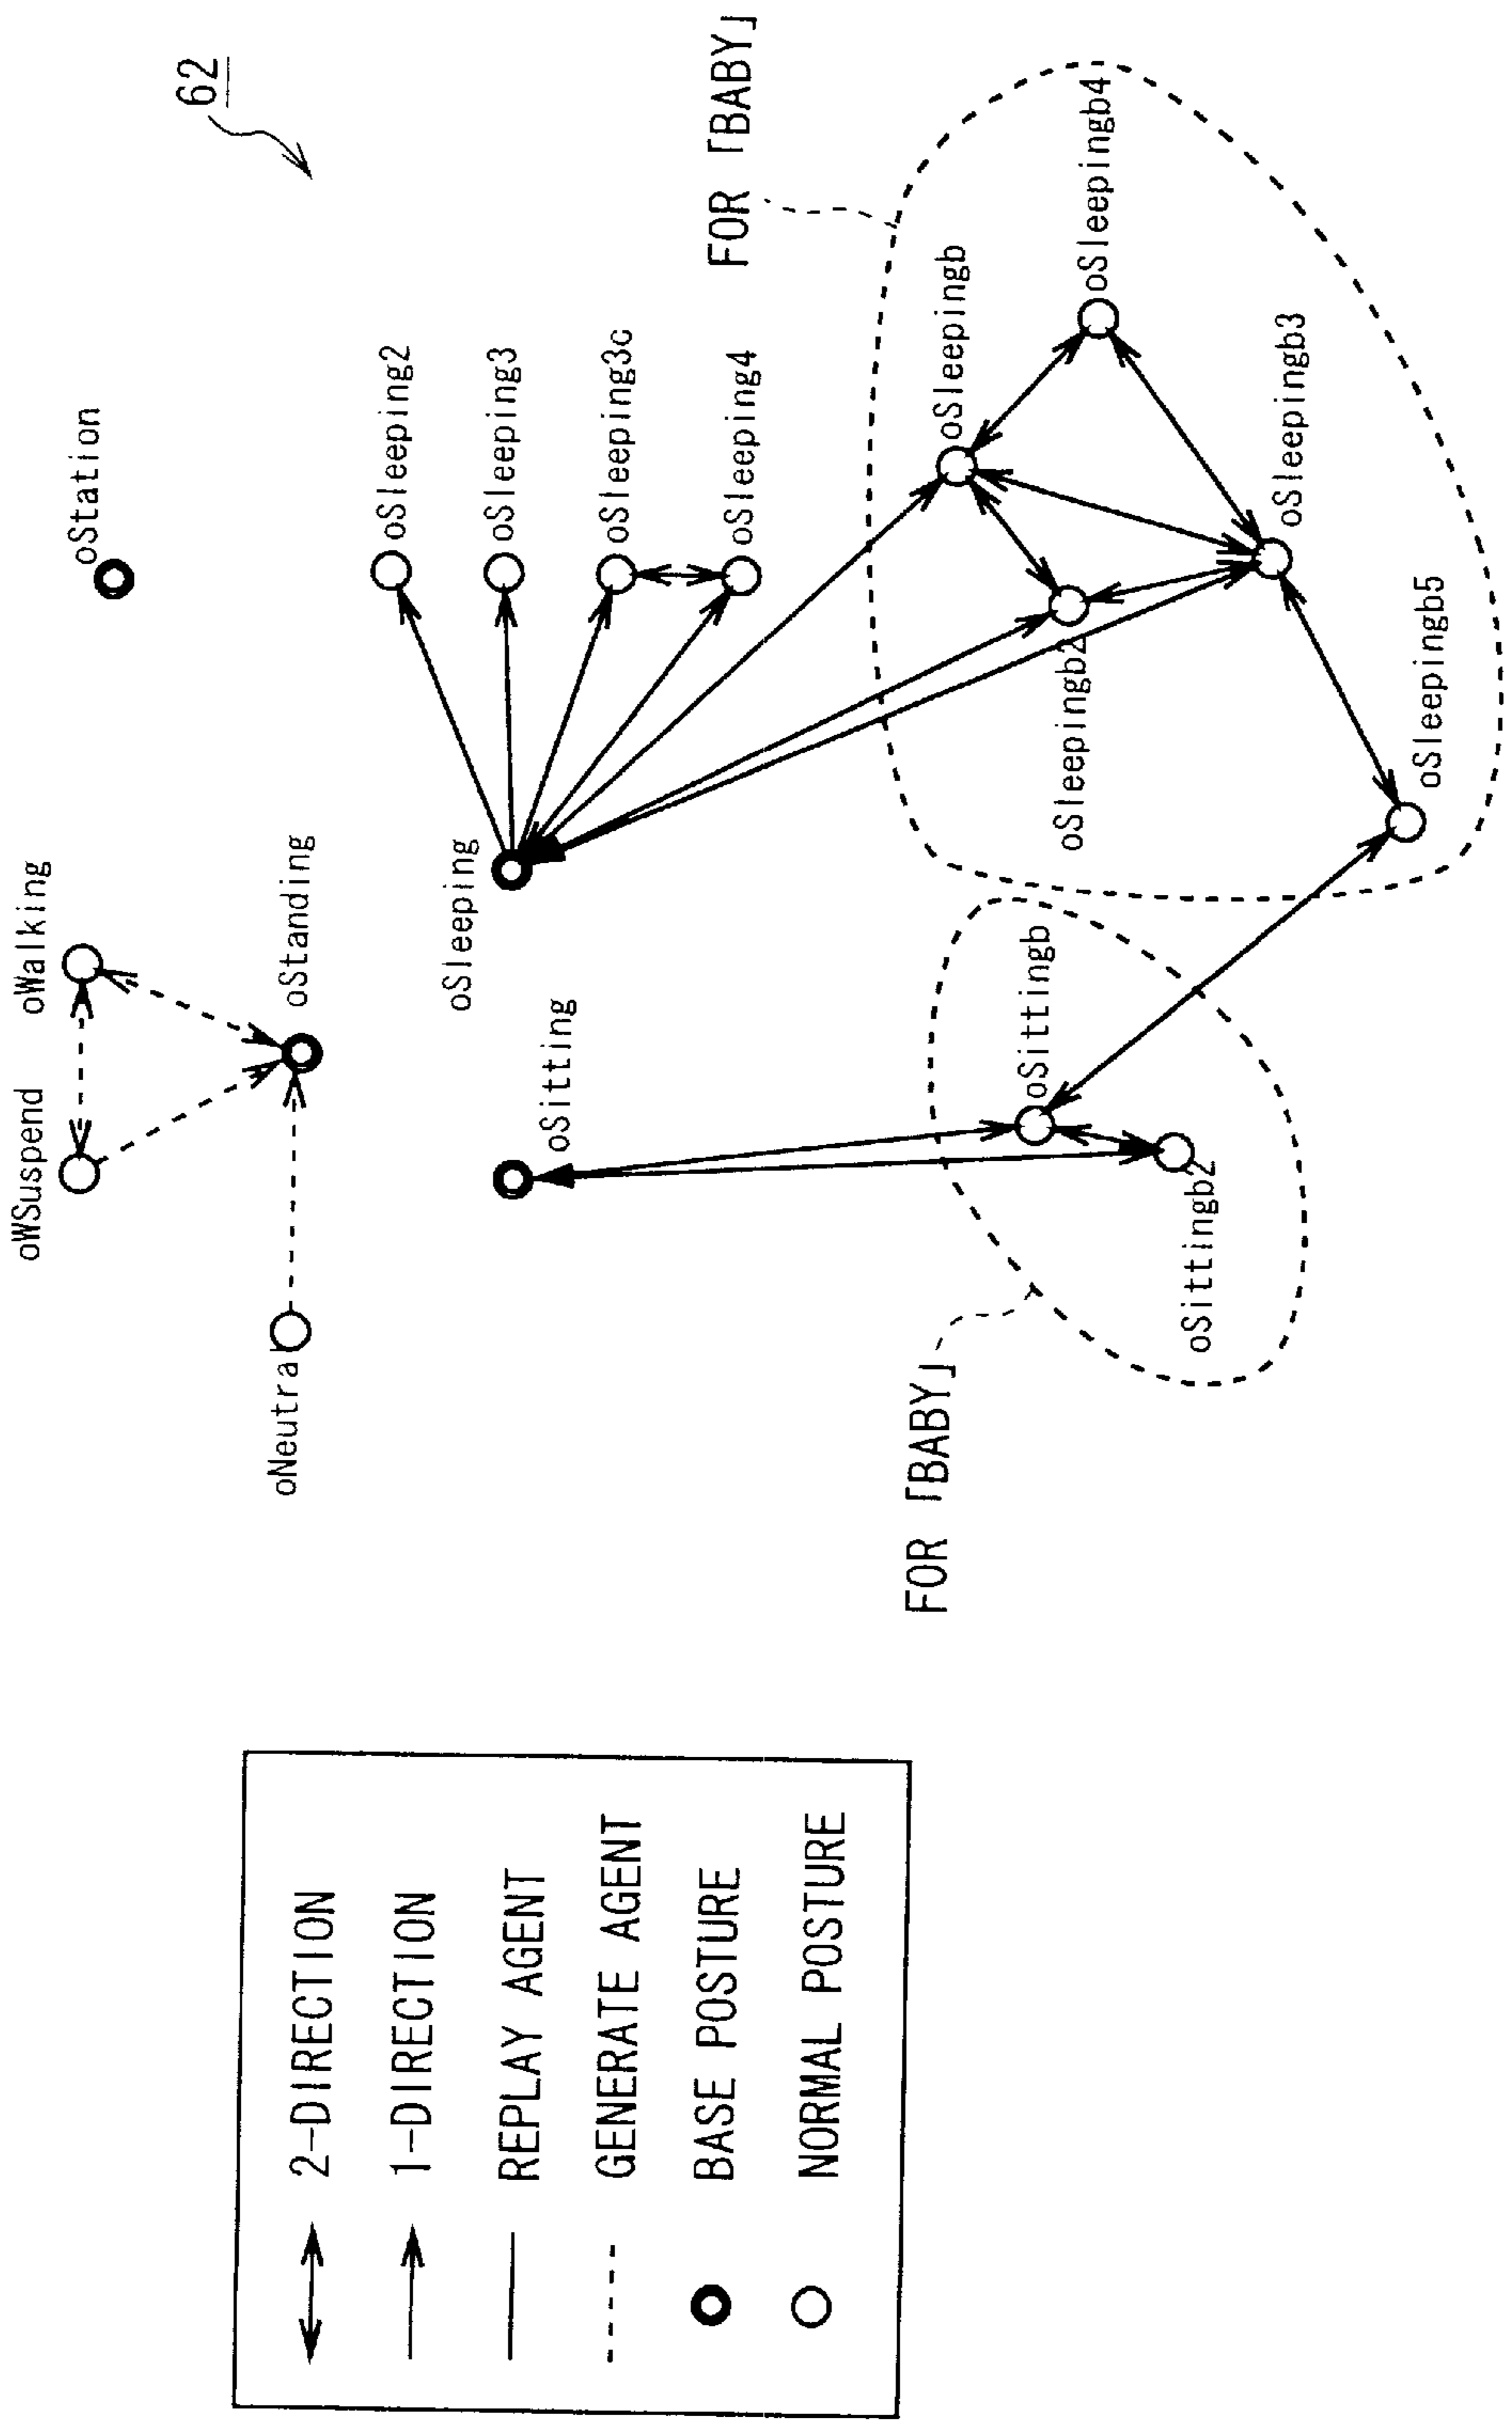 62
oWSuspend
oWalking
oStation
oNeutral
oStanding
oSleeping2
oSleeping
oSleeping3
oSitting
oSleeping3c
oSleeping4
FOR 「BABY」
FOR 「BABY」
oSleepingb
oSittingb
oSleepingb2
oSleepingb4
oSittingb2
oSleepingb3
oSleepingb5
2-DIRECTION
1-DIRECTION
REPLAY AGENT
GENERATE AGENT
BASE POSTURE
NORMAL POSTURE